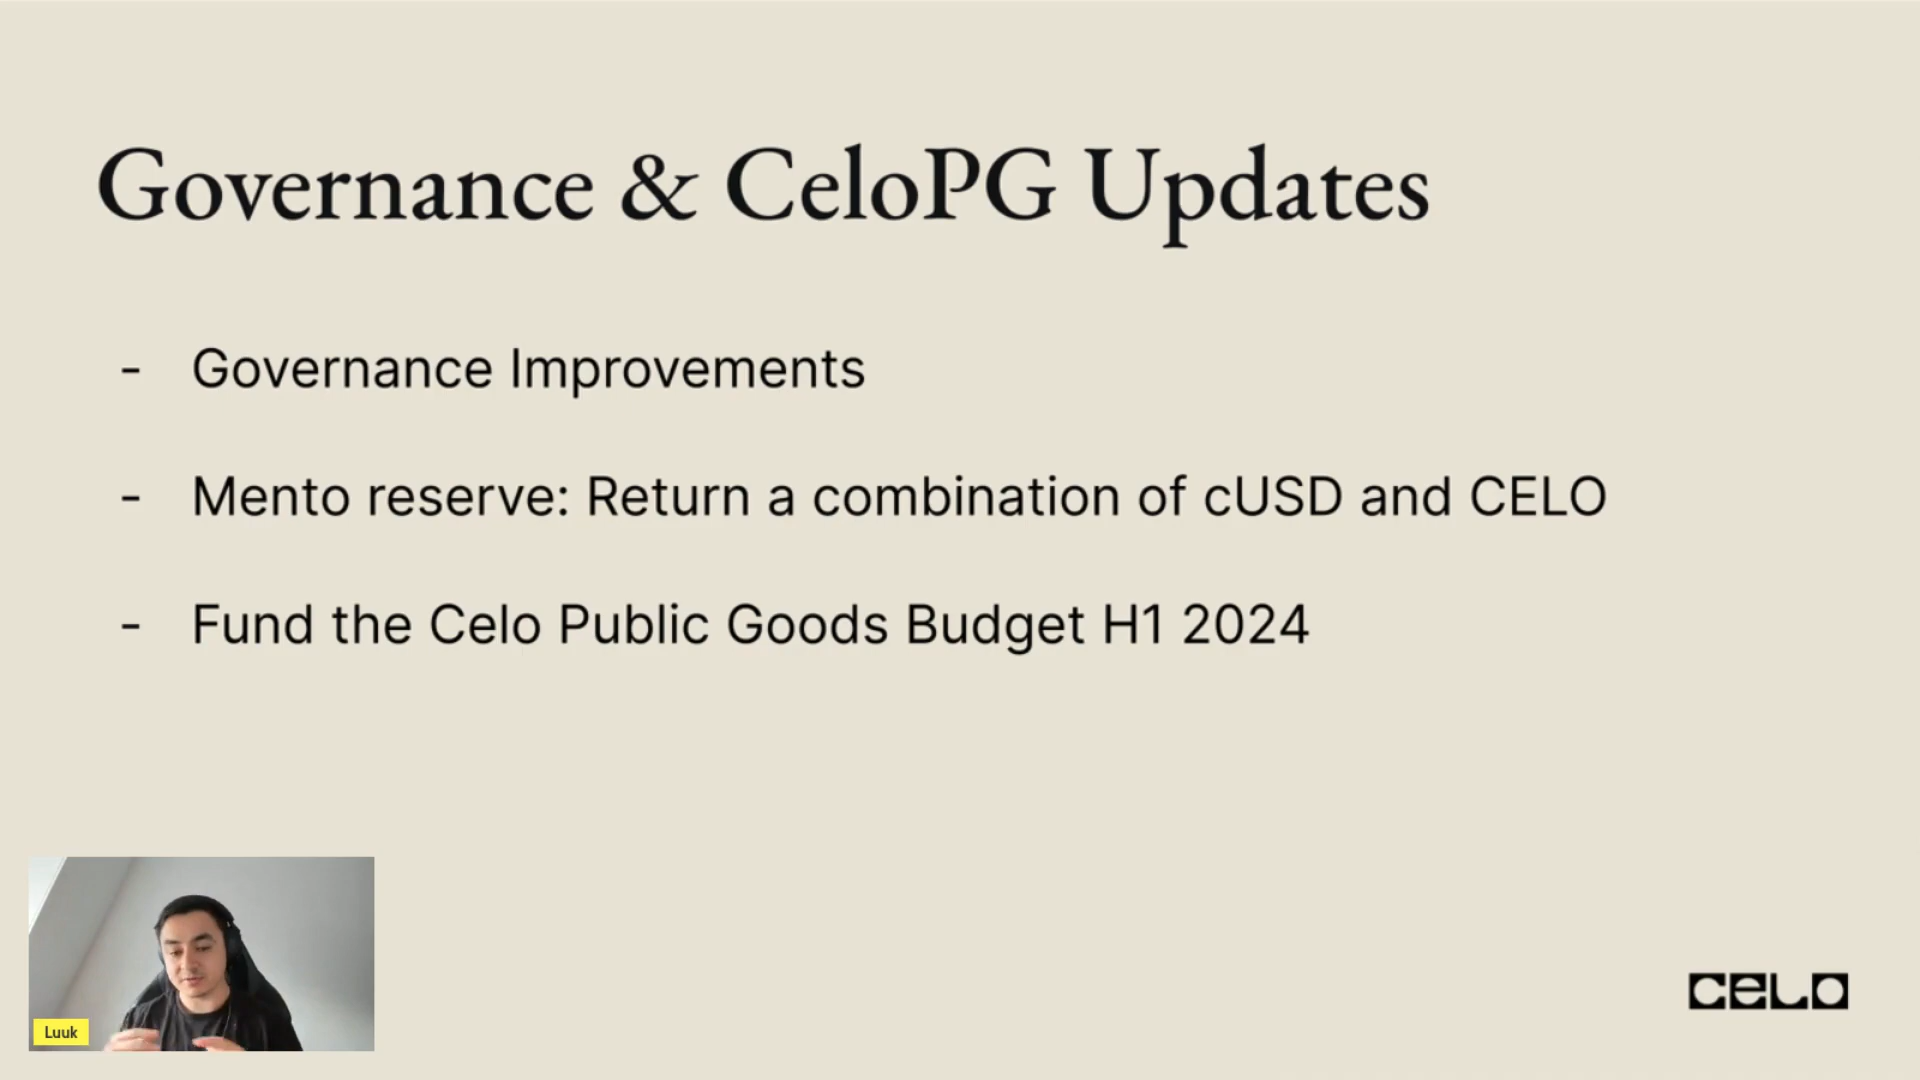 Governance & CeloPG Updates
- Governance Improvements
- Mento reserve: Return a combination of cUSD and CELO
- Fund the Celo Public Goods Budget H1 2024
Luuk
CELO